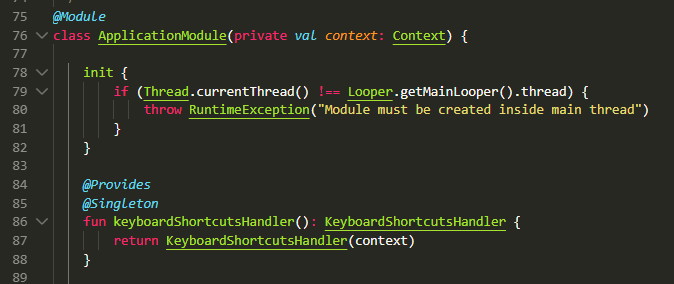 75 @Module
76 class ApplicationModule(private val context: Context) {
77
78 init {
79 if (Thread.currentThread() !== Looper.getMainLooper().thread) {
80 throw RuntimeException("Module must be created inside main thread")
81 }
82 }
83
84 @Provides
85 @Singleton
86 fun keyboardShortcutsHandler(): KeyboardShortcutsHandler {
87 return KeyboardShortcutsHandler(context)
88 }
89